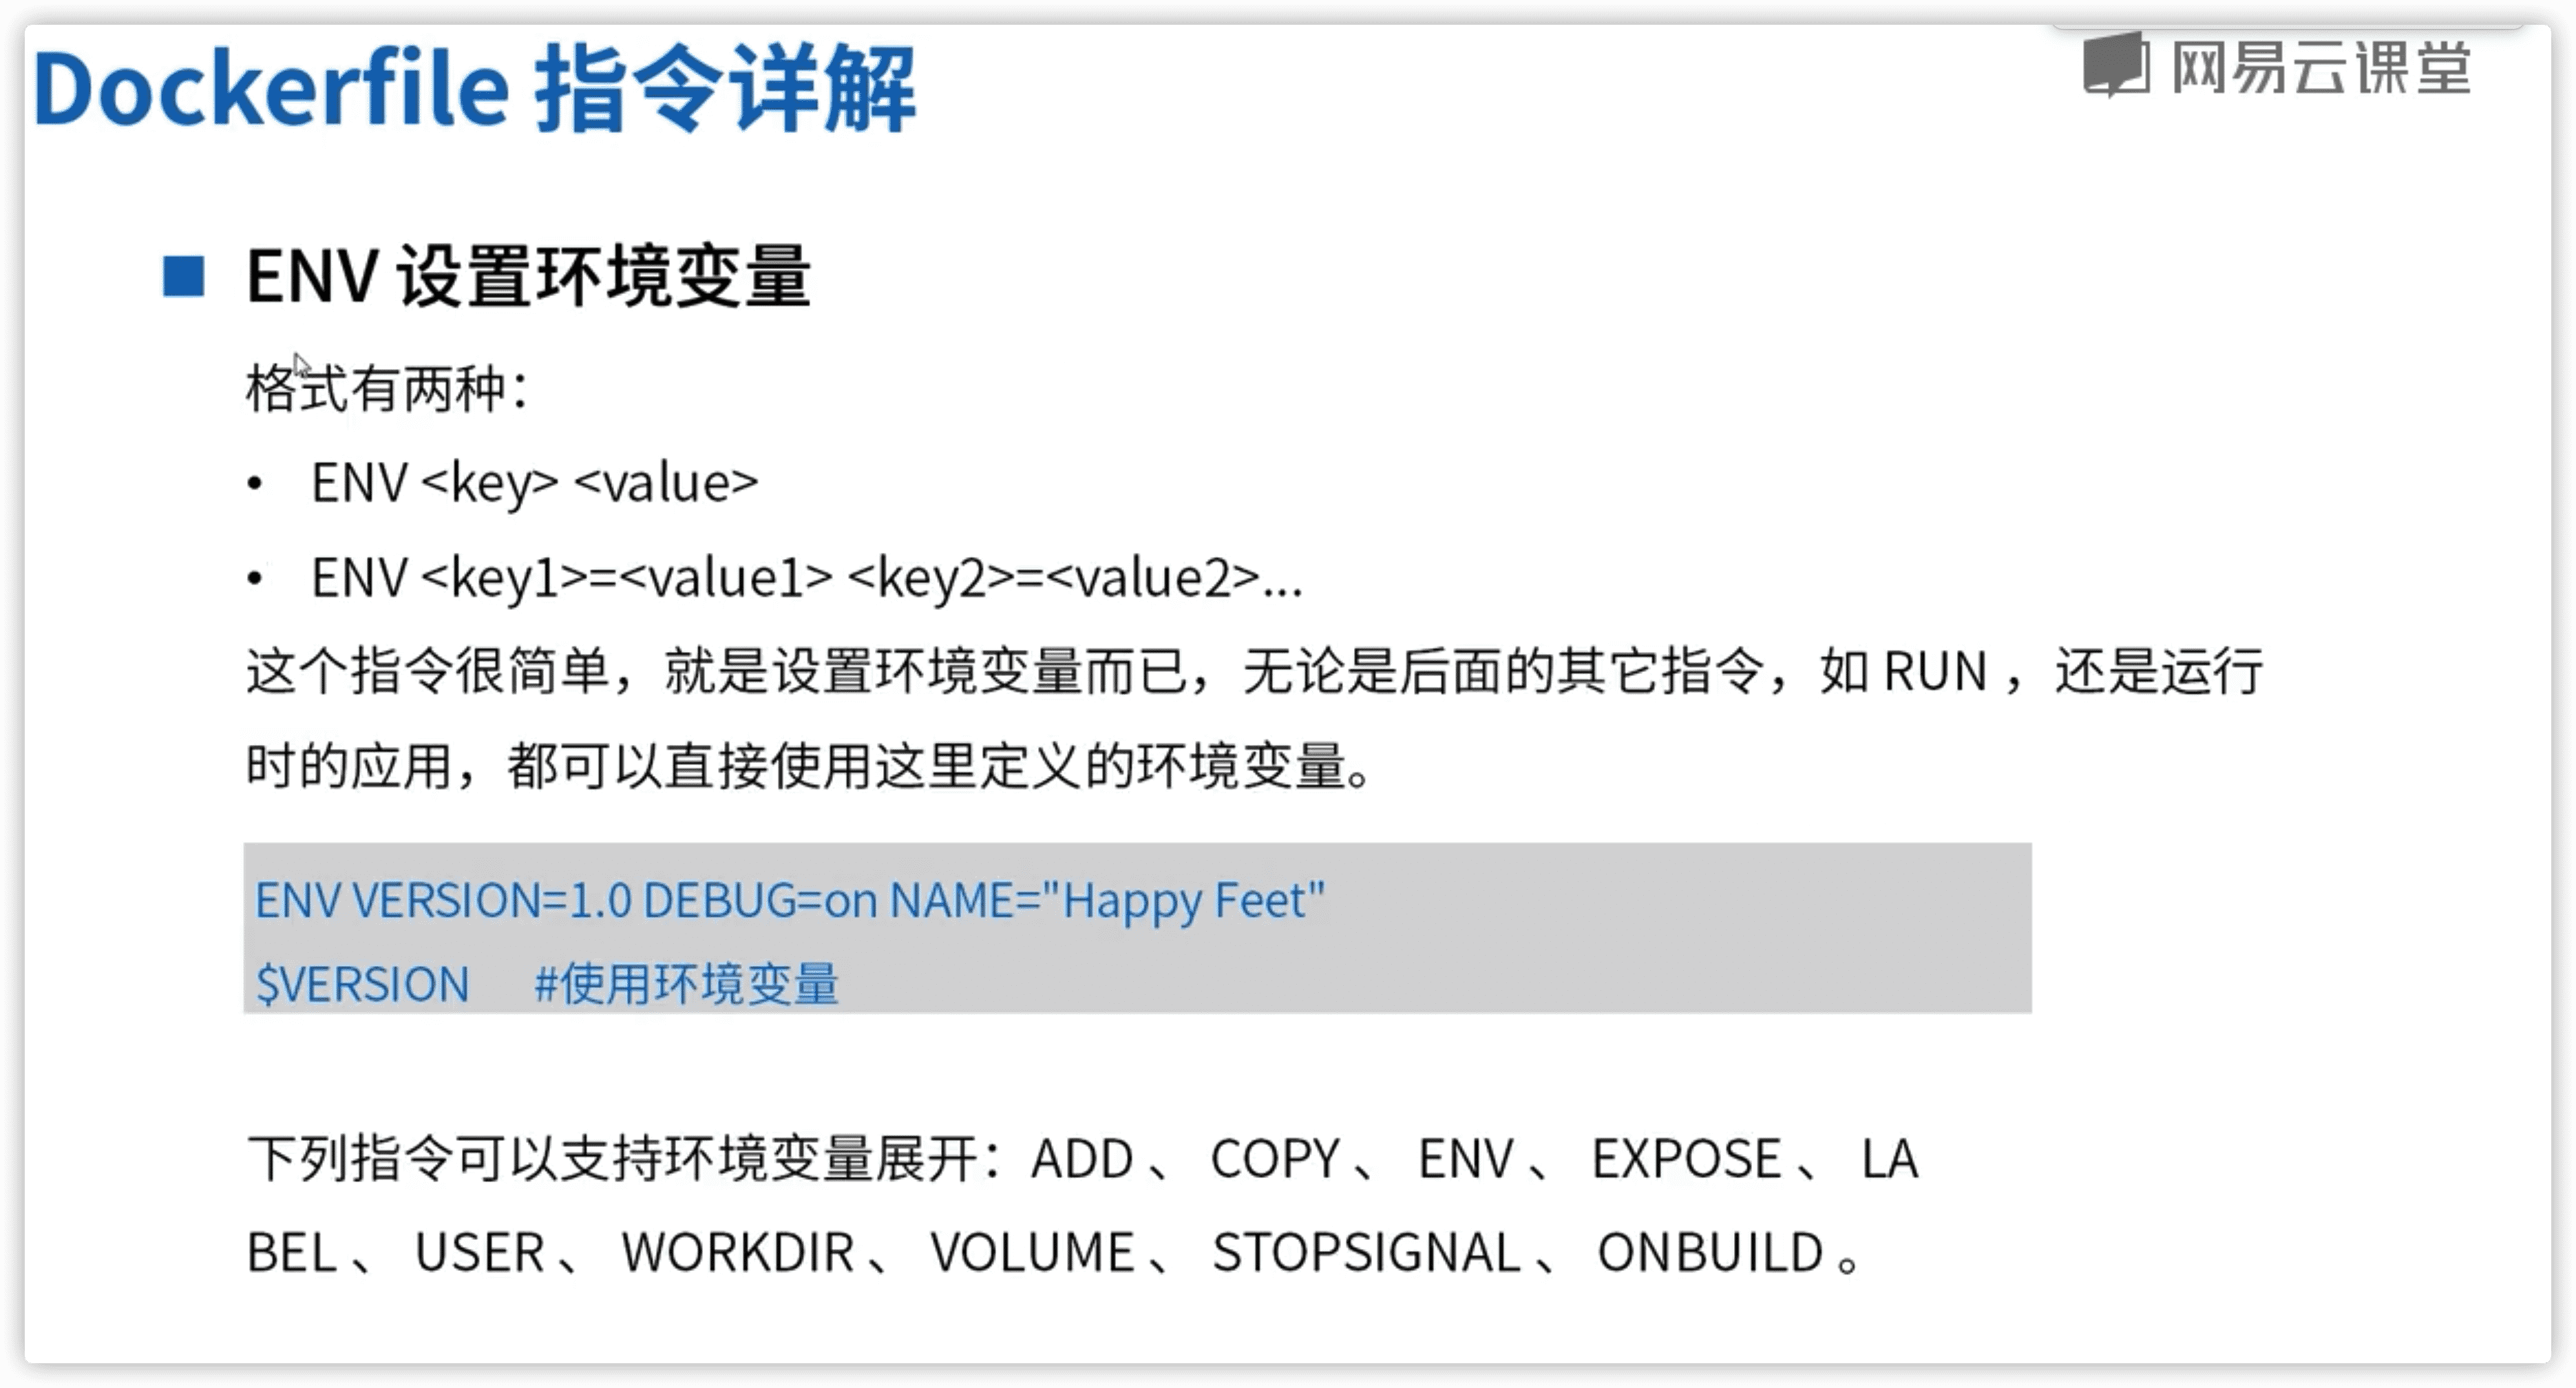 Dockerfile 指令详解
网易云课堂
ENV 设置环境变量
格式有两种：
• ENV <key> <value>
• ENV <key1>=<value1> <key2>=<value2>...
这个指令很简单，就是设置环境变量而已，无论是后面的其它指令，如 RUN ，还是运行
时的应用，都可以直接使用这里定义的环境变量。
ENV VERSION=1.0 DEBUG=on NAME="Happy Feet"
$VERSION #使用环境变量
下列指令可以支持环境变量展开：ADD 、 COPY 、 ENV 、 EXPOSE 、 LA
BEL 、 USER 、 WORKDIR 、 VOLUME 、 STOPSIGNAL 、 ONBUILD 。